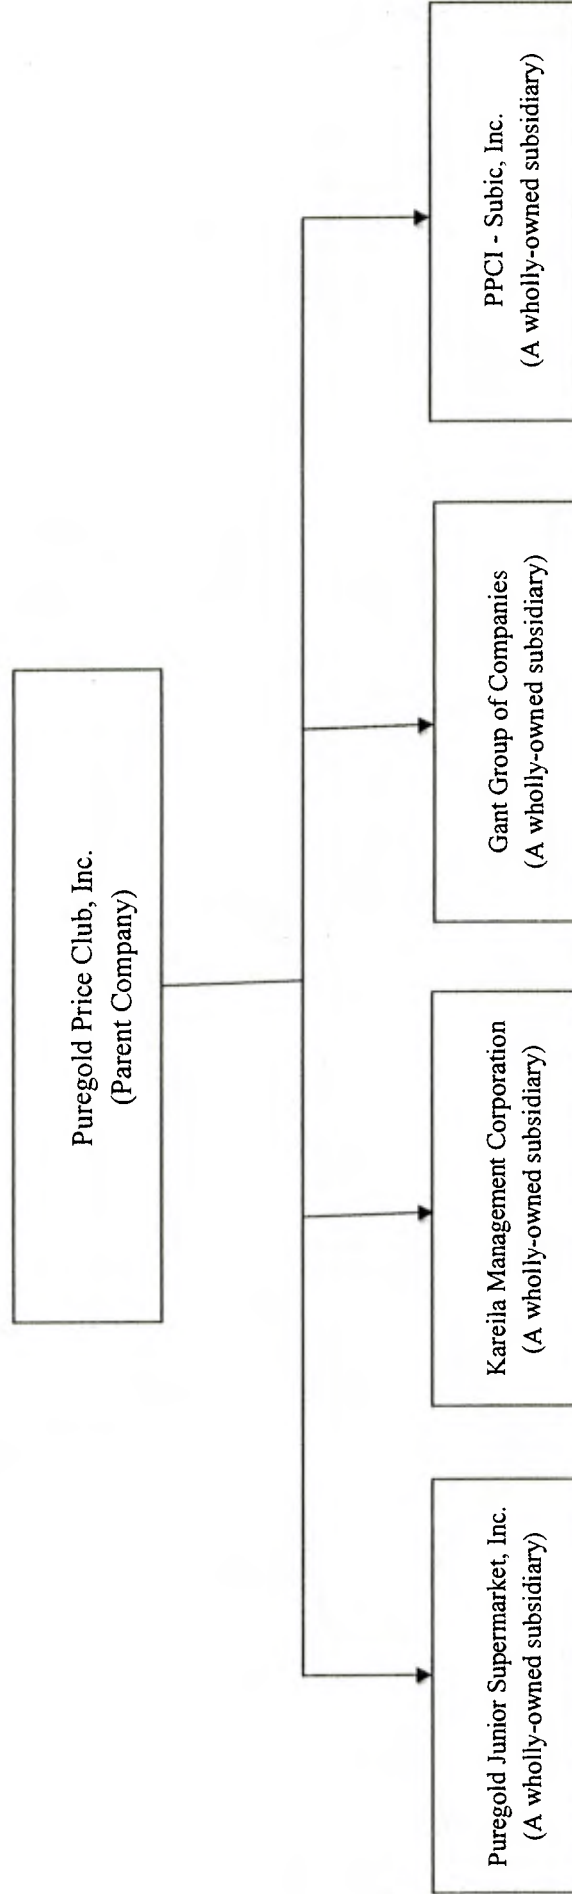 Puregold Price Club, Inc.
(Parent Company)
Puregold Junior Supermarket, Inc.
(A wholly-owned subsidiary)
Kareila Management Corporation
(A wholly-owned subsidiary)
Gant Group of Companies
(A wholly-owned subsidiary)
PPCI - Subic, Inc.
(A wholly-owned subsidiary)